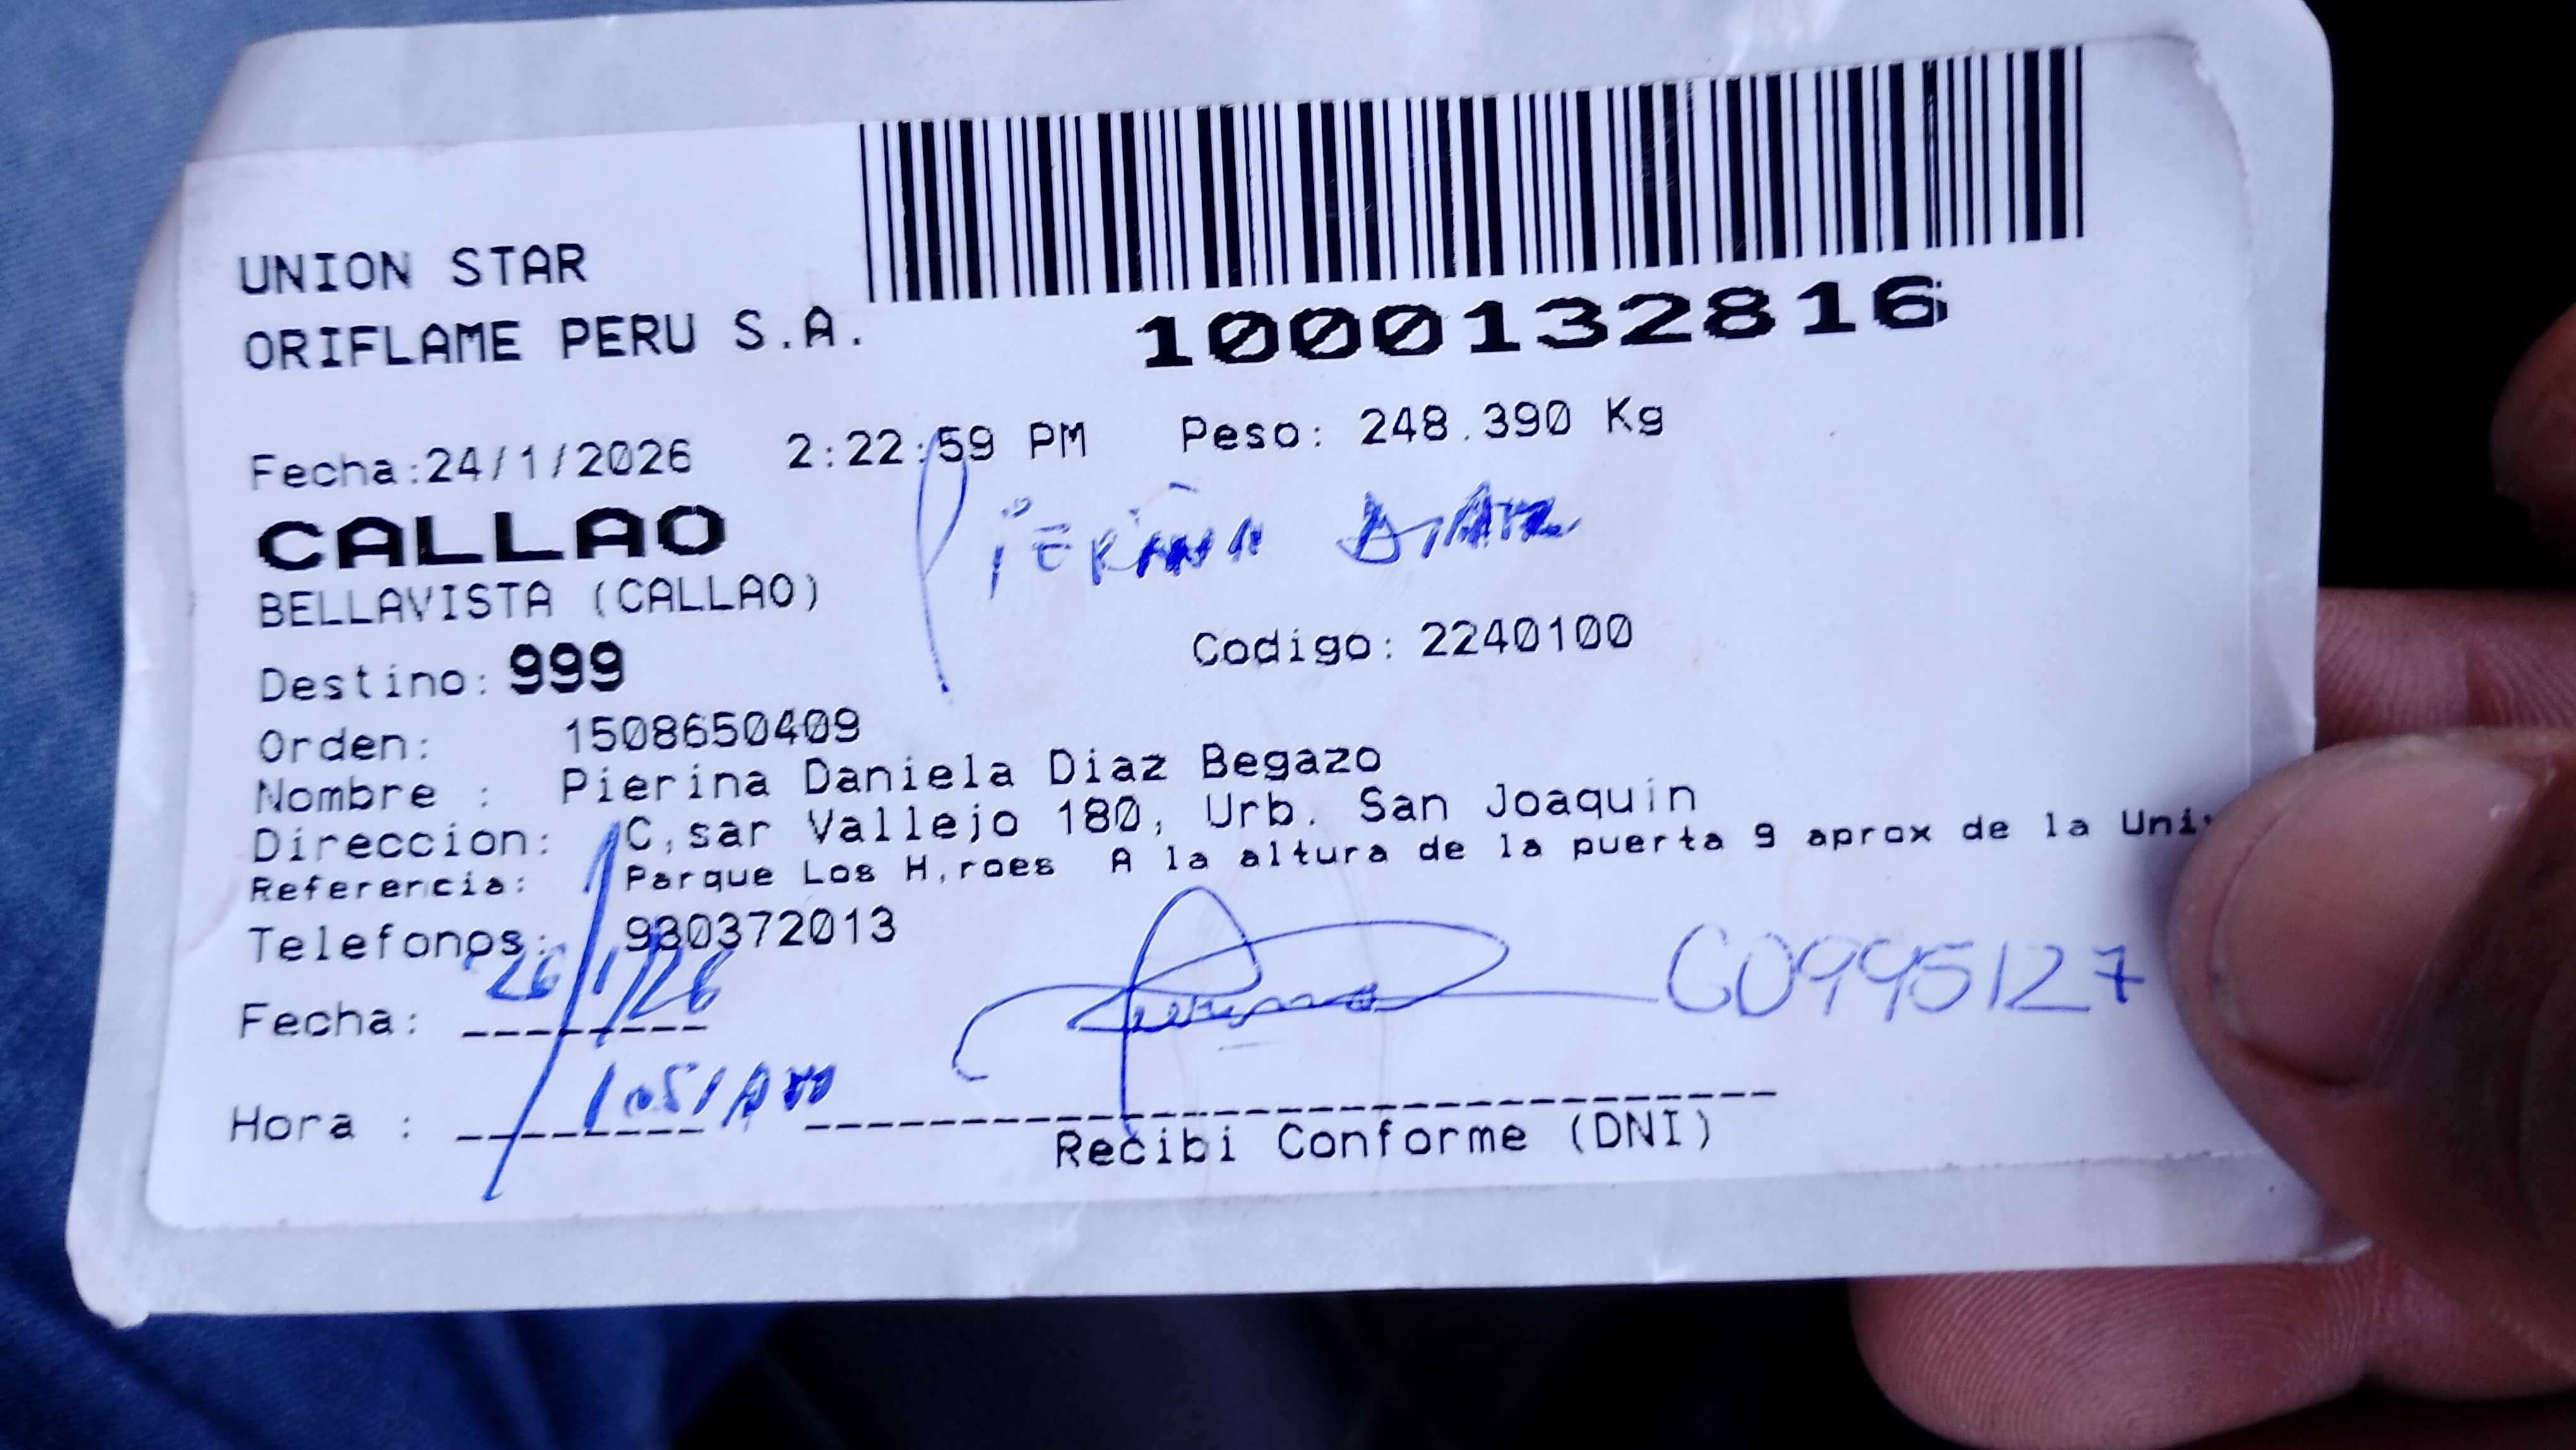 UNION STAR
ORIFLAME PERU S.A.
1000132816
Fecha:24/1/2026 2:22:59 PM Peso: 248.390 Kg
CALLAO
BELLAVISTA (CALLAO)
Destino: 999 Codigo: 2240100
Orden: 1508650409
Nombre : Pierina Daniela Diaz Begazo
Direccion: C,sar Vallejo 180, Urb. San Joaquin
Referencia: Parque Los H,roes A la altura de la puerta 9 aprox de la
Telefonos: 930372013
Fecha: 26/1/26
Hora :
Recibi Conforme (DNI)